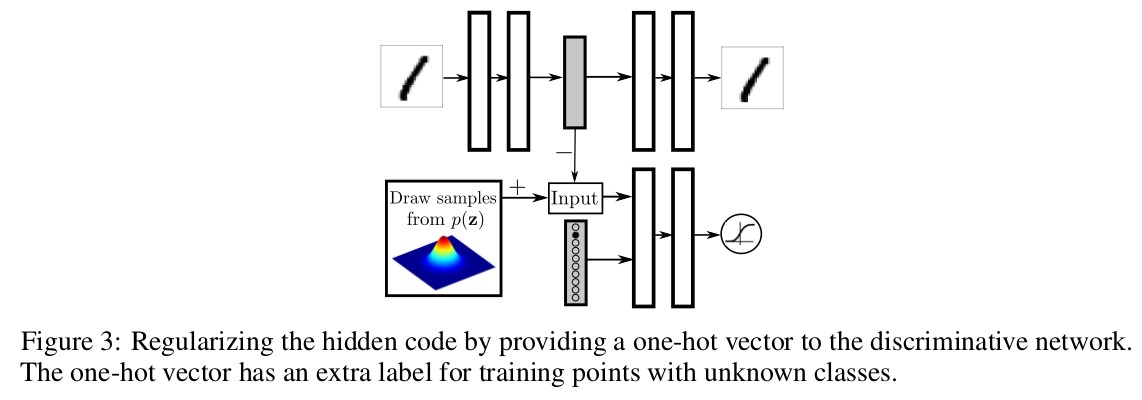 −
+
Draw samples
from p(z)
Input
Figure 3: Regularizing the hidden code by providing a one-hot vector to the discriminative network.
The one-hot vector has an extra label for training points with unknown classes.